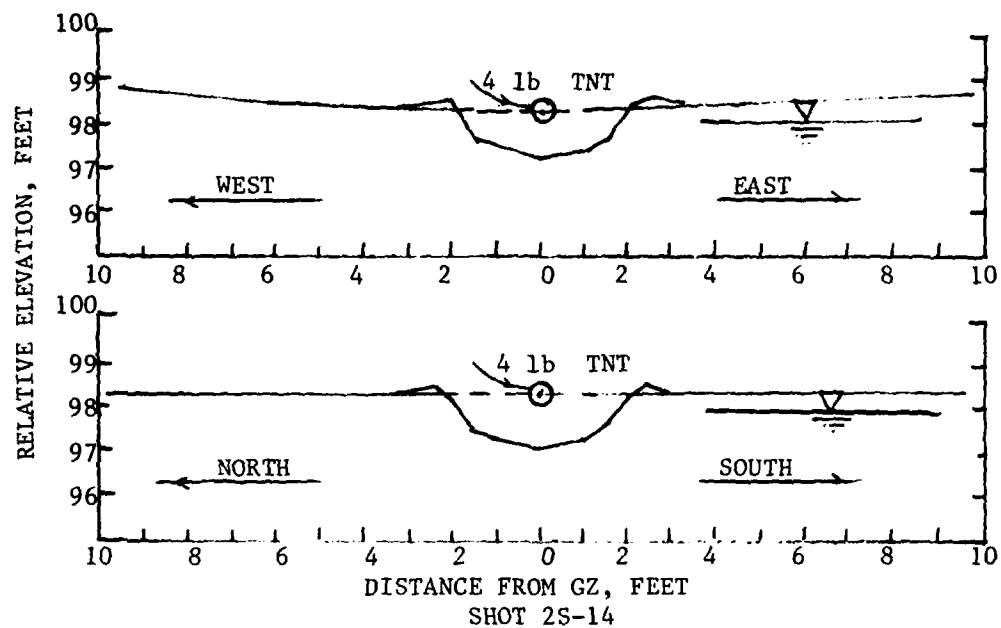 RELATIVE ELEVATION, FEET
100
99
98
97
96
4 lb TNT
WEST
EAST
10 8 6 4 2 0 2 4 6 8 10
100
99
98
97
96
4 lb TNT
NORTH
SOUTH
10 8 6 4 2 0 2 4 6 8 10
DISTANCE FROM GZ, FEET
SHOT 2S-14